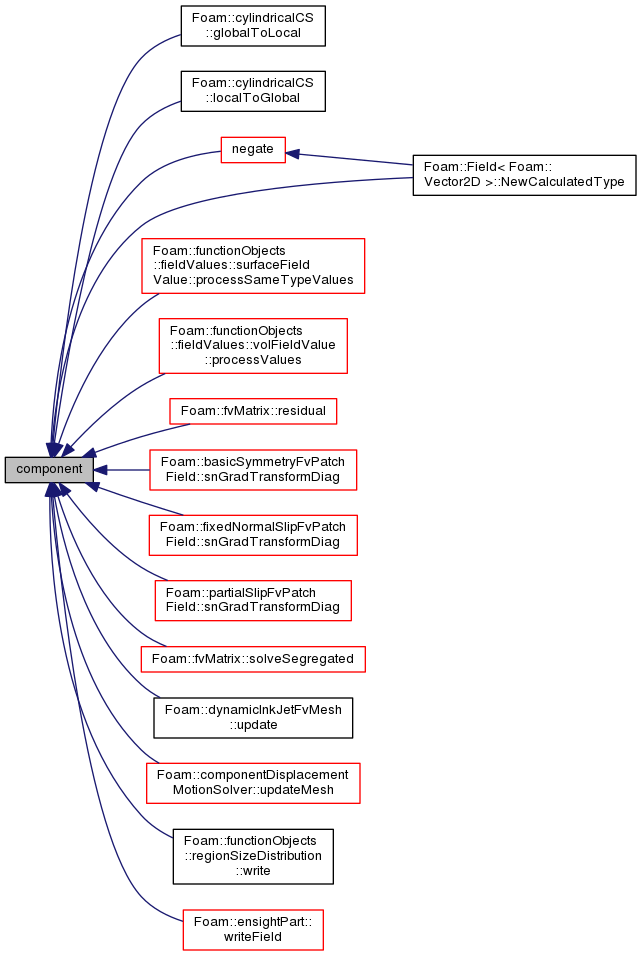 Foam::cylindricalCS
::globalToLocal
Foam::cylindricalCS
::localToGlobal
negate
Foam::Field< Foam::
Vector2D >::NewCalculatedType
Foam::functionObjects
::fieldValues::surfaceField
Value::processSameTypeValues
Foam::functionObjects
::fieldValues::volFieldValue
::processValues
Foam::fvMatrix::residual
component
Foam::basicSymmetryFvPatch
Field::snGradTransformDiag
Foam::fixedNormalSlipFvPatch
Field::snGradTransformDiag
Foam::partialSlipFvPatch
Field::snGradTransformDiag
Foam::fvMatrix::solveSegregated
Foam::dynamicInkJetFvMesh
::update
Foam::componentDisplacement
MotionSolver::updateMesh
Foam::functionObjects
::regionSizeDistribution
::write
Foam::ensightPart::
writeField